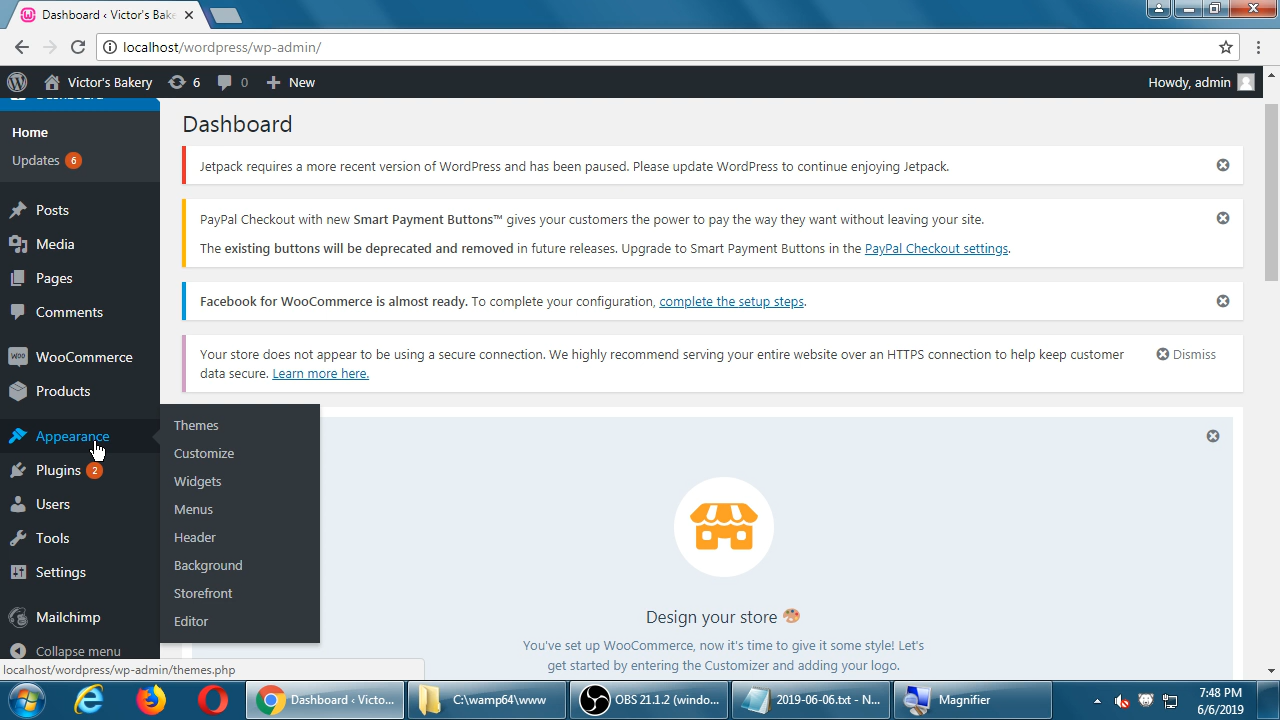 Dashboard ‹ Victor's Bake
localhost/wordpress/wp-admin/
Victor's Bakery 6 0 New Howdy, admin
Home
Updates 6
Posts
Media
Pages
Comments
WooCommerce
Products
Appearance
Plugins 2
Users
Tools
Settings
Mailchimp
Collapse menu
Themes
Customize
Widgets
Menus
Header
Background
Storefront
Editor
Dashboard
Jetpack requires a more recent version of WordPress and has been paused. Please update WordPress to continue enjoying Jetpack.
PayPal Checkout with new Smart Payment Buttons™ gives your customers the power to pay the way they want without leaving your site.
The existing buttons will be deprecated and removed in future releases. Upgrade to Smart Payment Buttons in the PayPal Checkout settings.
Facebook for WooCommerce is almost ready. To complete your configuration, complete the setup steps.
Your store does not appear to be using a secure connection. We highly recommend serving your entire website over an HTTPS connection to help keep customer
data secure. Learn more here.
Dismiss
Design your store
You've set up WooCommerce, now it's time to give it some style! Let's
get started by entering the Customizer and adding your logo.
localhost/wordpress/wp-admin/themes.php
Dashboard ‹ Victo... C:\wamp64\www OBS 21.1.2 (windo... 2019-06-06.txt - N... Magnifier
7:48 PM
6/6/2019